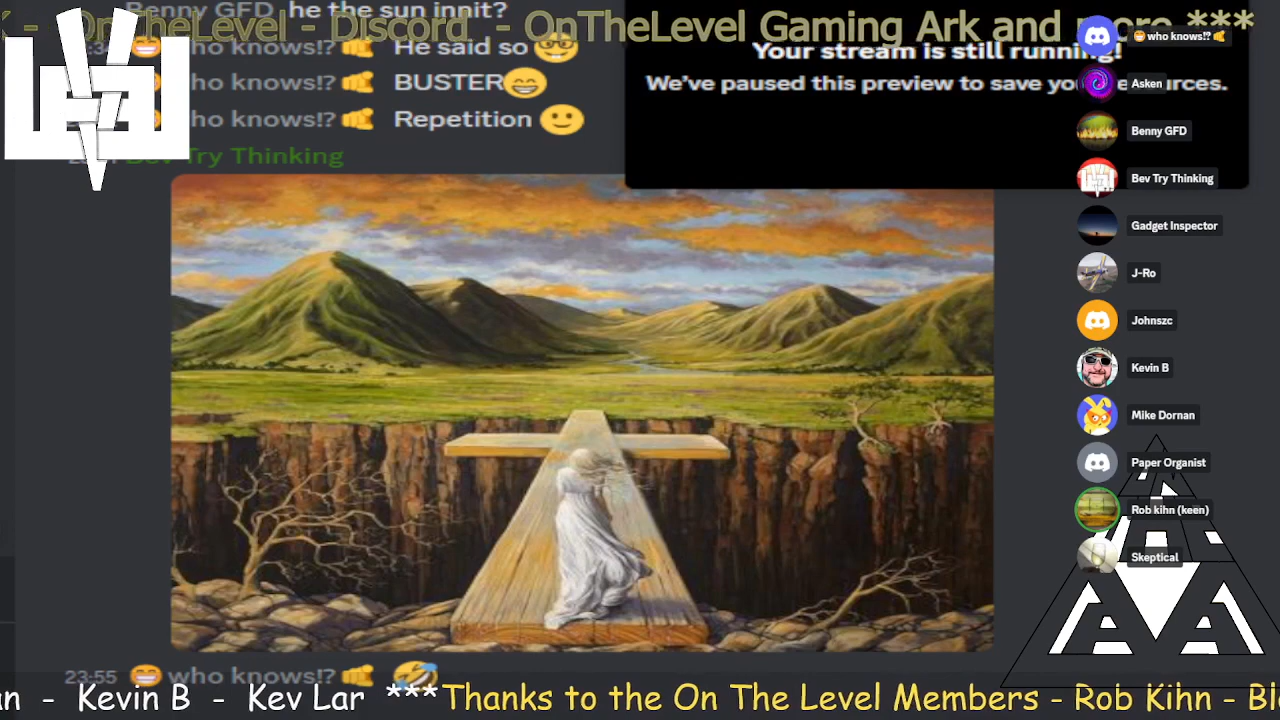 - OnTheLevel - Discord - OnTheLevel Gaming Ark and more ***
Benny GFD he the sun innit?
who knows!? He said so
who knows!? BUSTER
who knows!? Repetition
Bev Try Thinking
Your stream is still running!
We've paused this preview to save your resources.
who knows!?
Asken
Benny GFD
Bev Try Thinking
Gadget Inspector
J-Ro
Johnszc
Kevin B
Mike Dornan
Paper Organist
Rob kihn (keen)
Skeptical
23:55 who knows!?
an - Kevin B - Kev Lar *** Thanks to the On The Level Members - Rob Kihn - Bl